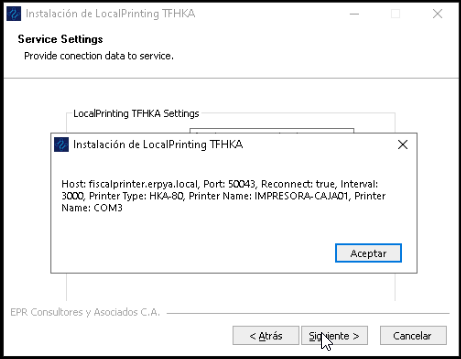 Instalación de LocalPrinting TFHKA
Service Settings
Provide conection data to service.
LocalPrinting TFHKA Settings
Instalación de LocalPrinting TFHKA
Host: fiscalprinter.erpya.local, Port: 50043, Reconnect: true, Interval:
3000, Printer Type: HKA-80, Printer Name: IMPRESORA-CAJA01, Printer
Name: COM3
Aceptar
EPR Consultores y Asociados C.A.
< Atrás
Siguiente >
Cancelar